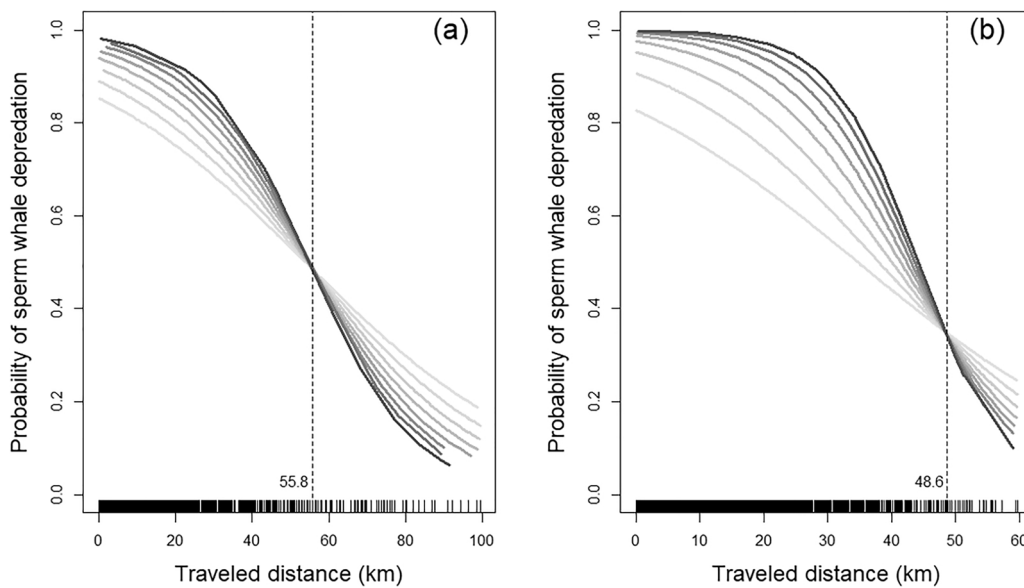 (a)
Probability of sperm whale depredation
1.0
0.8
0.6
0.4
0.2
0.0
55.8
0 20 40 60 80 100
Traveled distance (km)
(b)
Probability of sperm whale depredation
1.0
0.8
0.6
0.4
0.2
0.0
48.6
0 10 20 30 40 50 60
Traveled distance (km)